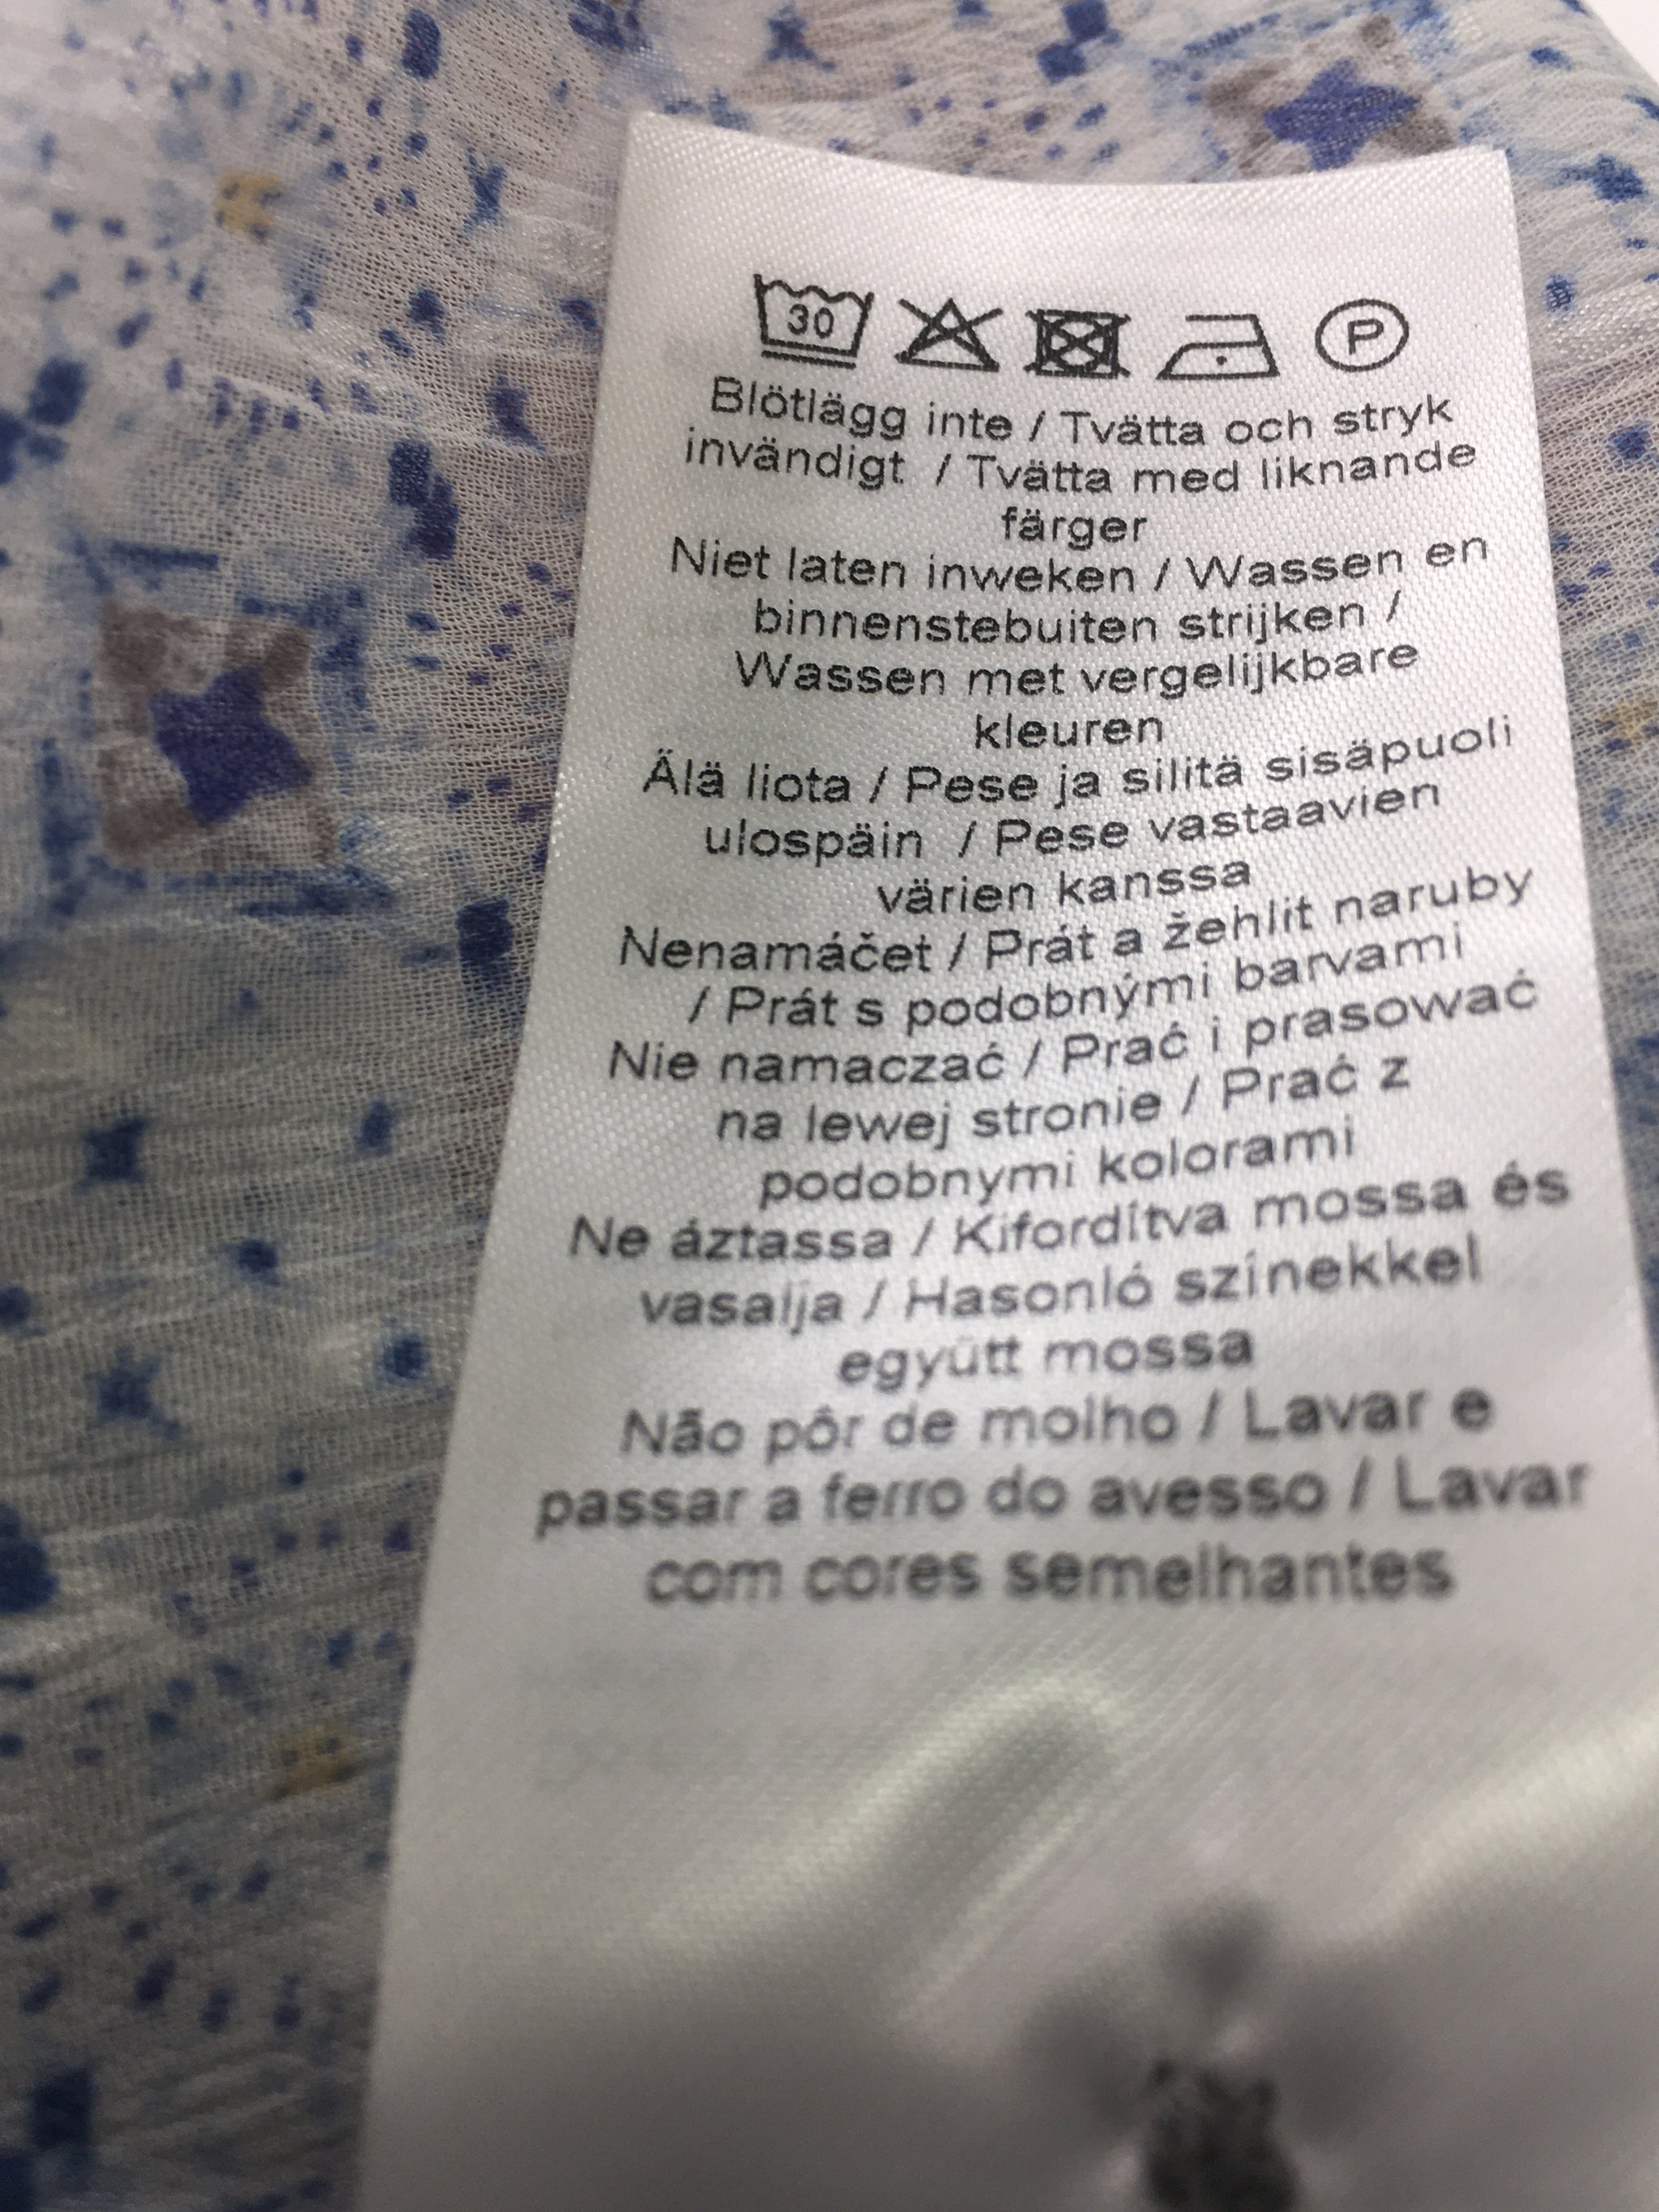 30 P
Blötlägg inte / Tvätta och stryk
invändigt / Tvätta med liknande
färger
Niet laten inweken / Wassen en
binnenstebuiten strijken /
Wassen met vergelijkbare
kleuren
Älä liota / Pese ja silitä sisäpuoli
ulospäin / Pese vastaavien
värien kanssa
Nenamáčet / Prát a žehlit naruby
/ Prát s podobnými barvami
Nie namaczać / Prać i prasować
na lewej stronie / Prać z
podobnymi kolorami
Ne áztassa / Kifordítva mossa és
vasalja / Hasonló színekkel
együtt mossa
Não pôr de molho / Lavar e
passar a ferro do avesso / Lavar
com cores semelhantes